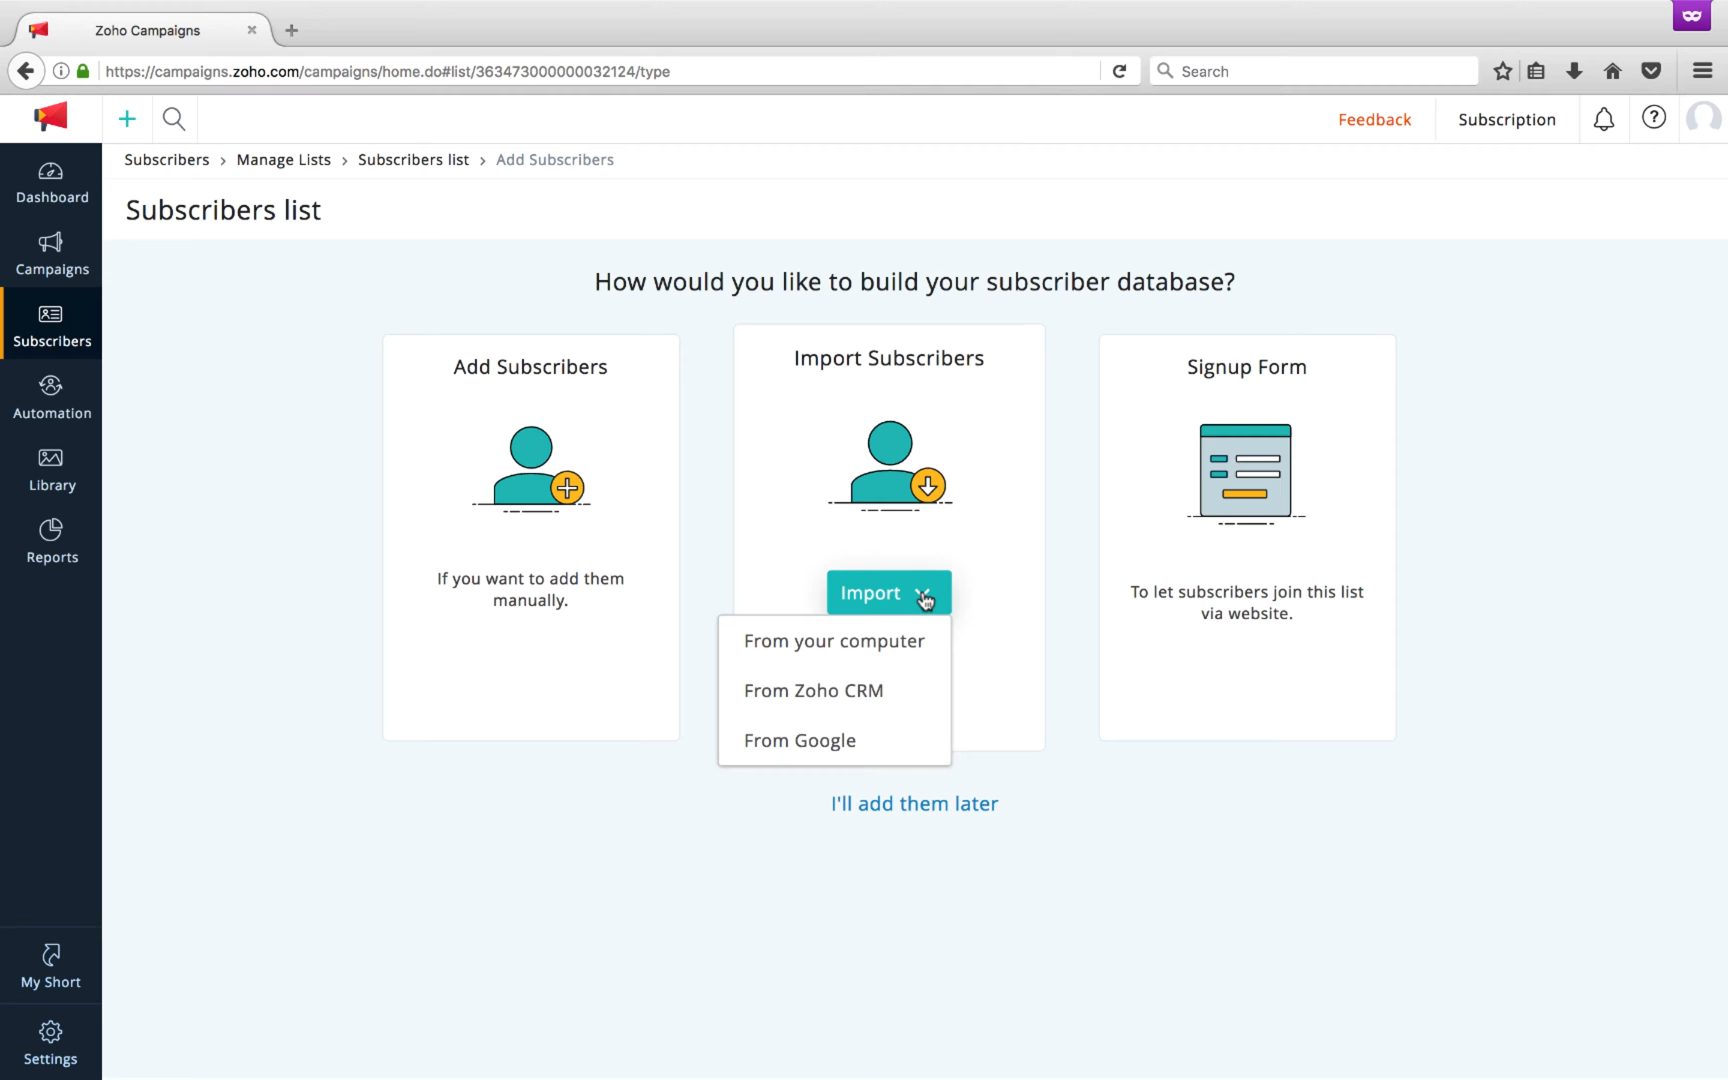 Zoho Campaigns
https://campaigns.zoho.com/campaigns/home.do#list/363473000000032124/type
Search
Feedback
Subscription
Subscribers > Manage Lists > Subscribers list > Add Subscribers
Dashboard
Subscribers list
Campaigns
How would you like to build your subscriber database?
Subscribers
Add Subscribers
Import Subscribers
Signup Form
Automation
Library
Reports
If you want to add them
manually.
Import
To let subscribers join this list
via website.
From your computer
From Zoho CRM
From Google
I'll add them later
My Short
Settings